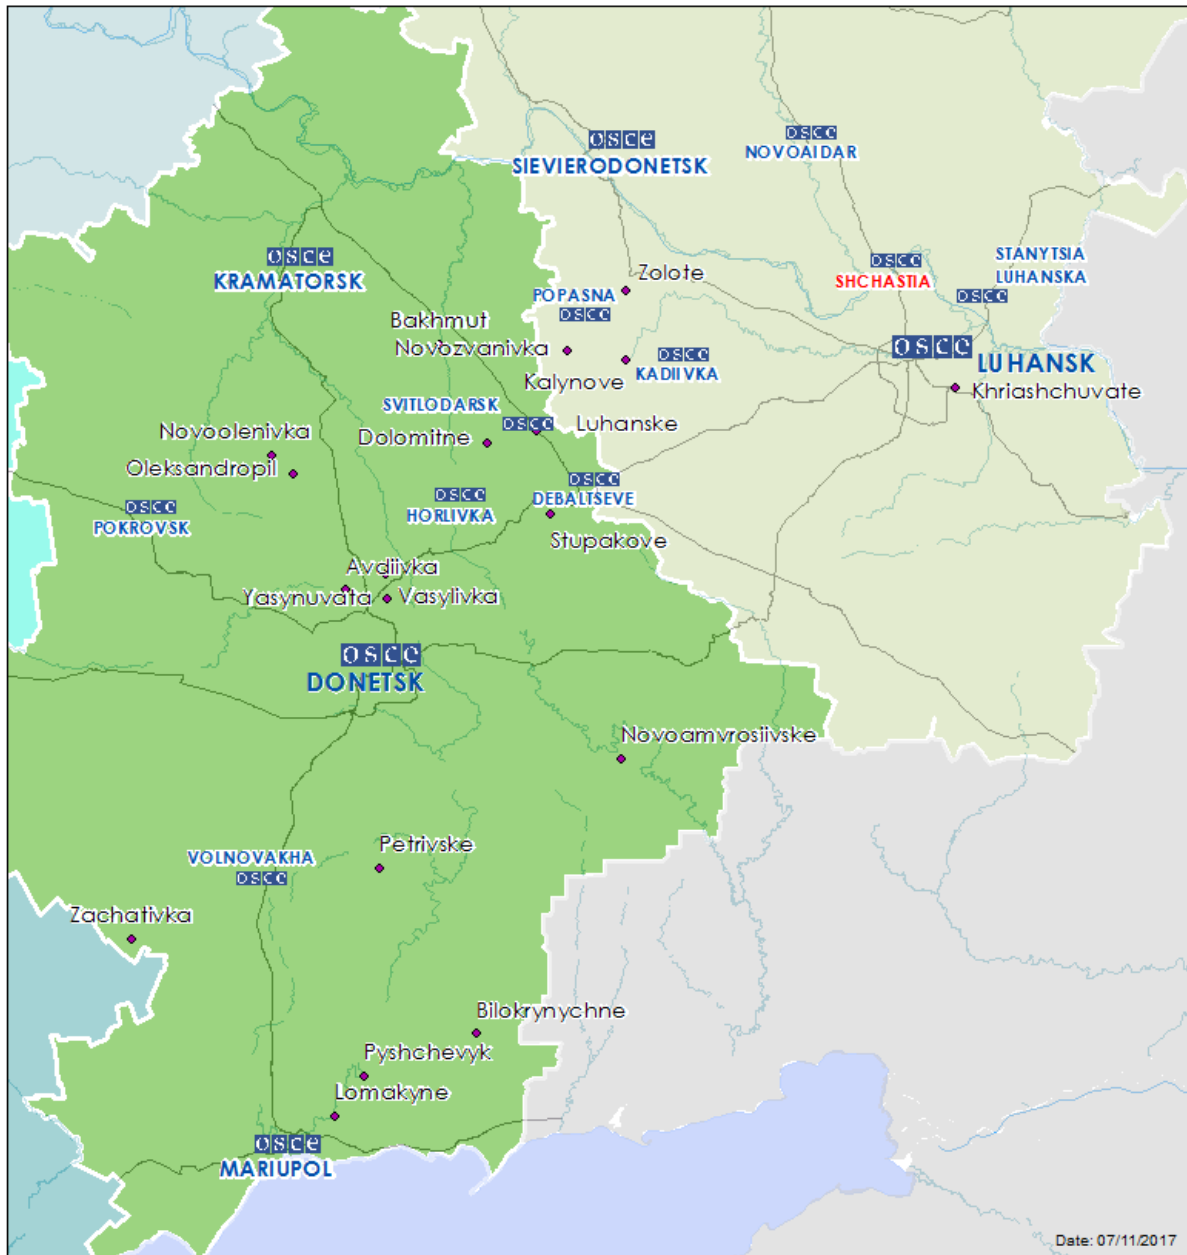 OSCE
NOVOAIDAR
OSCE
SIEVIERODONETSK
OSCE
KRAMATORSK
OSCE
SHCHASTIA
STANYTSIA
LUHANSKA
OSCE
Zolote
POPASNA
OSCE
Bakhmut
Novozvanivka
OSCE
LUHANSK
OSCE
KADIIVKA
Kalynove
Khriashchuvate
SVITLODARSK
OSCE
Luhanske
Dolomitne
Novoolenivka
Oleksandropil
OSCE
POKROVSK
OSCE
HORLIVKA
OSCE
DEBALTSEVE
Stupakove
Avdiivka
Yasynuvata
Vasylivka
OSCE
DONETSK
Novoamvrosiivske
Petrivske
VOLNOVAKHA
OSCE
Zachativka
Bilokrynychne
Pyshchevyk
Lomakyne
OSCE
MARIUPOL
Date: 07/11/2017